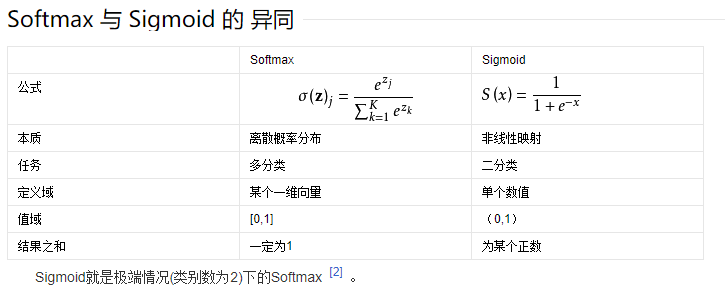 Softmax 与 Sigmoid 的 异同
Softmax Sigmoid
公式 σ(z)_j = e^{z_j} / ∑_{k=1}^{K} e^{z_k} S(x) = 1 / (1 + e^{-x})
本质 离散概率分布 非线性映射
任务 多分类 二分类
定义域 某个一维向量 单个数值
值域 [0,1] （0,1）
结果之和 一定为1 为某个正数
Sigmoid就是极端情况(类别数为2)下的Softmax [2] 。